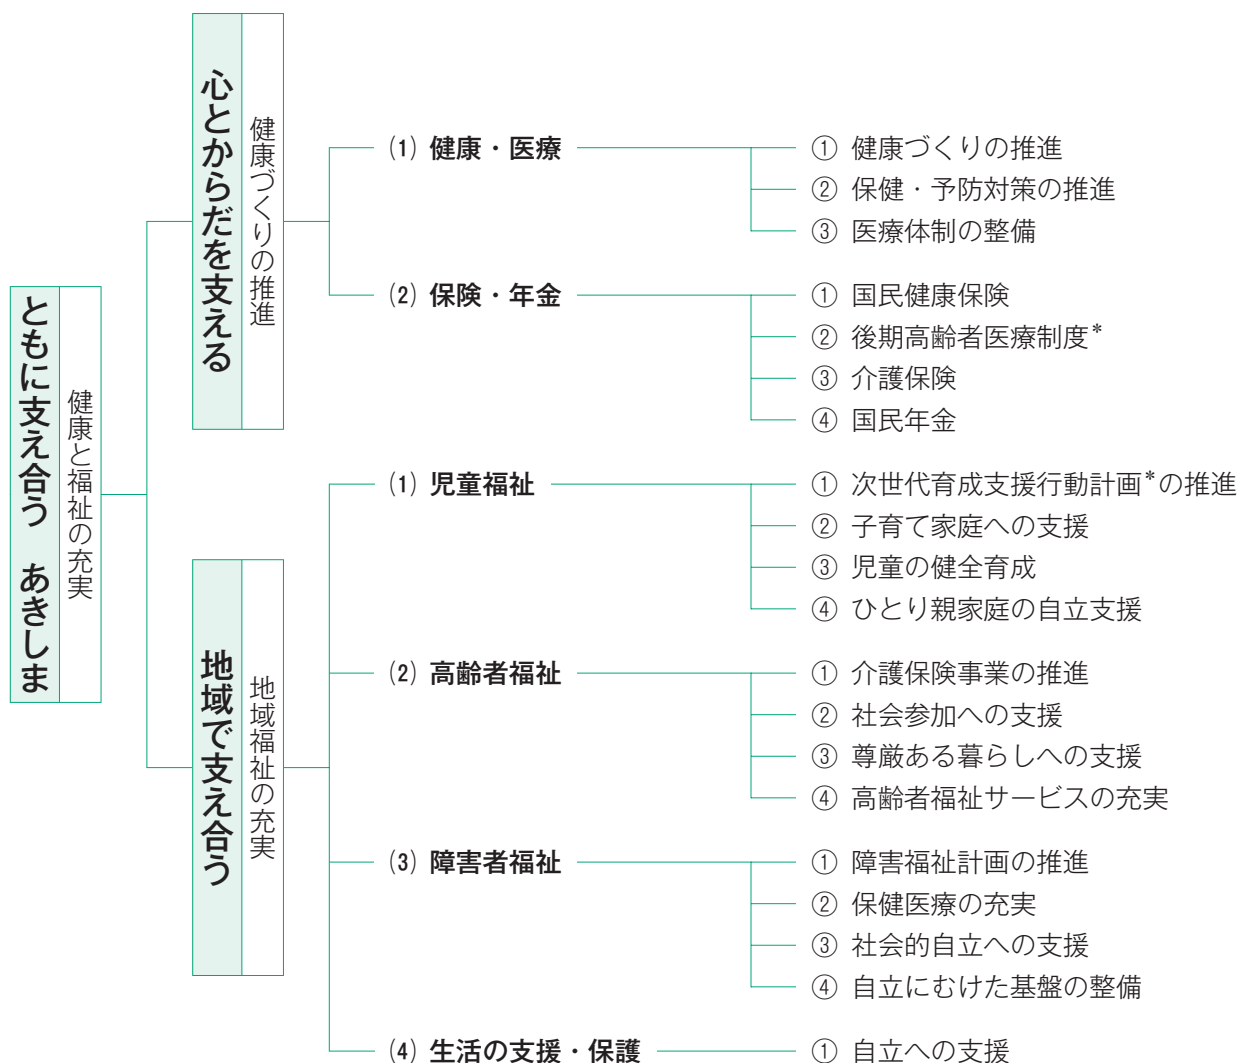 ともに支え合う　あきしま
健康と福祉の充実
心とからだを支える
健康づくりの推進
(1) 健康・医療
① 健康づくりの推進
② 保健・予防対策の推進
③ 医療体制の整備
(2) 保険・年金
① 国民健康保険
② 後期高齢者医療制度*
③ 介護保険
④ 国民年金
地域で支え合う
地域福祉の充実
(1) 児童福祉
① 次世代育成支援行動計画*の推進
② 子育て家庭への支援
③ 児童の健全育成
④ ひとり親家庭の自立支援
(2) 高齢者福祉
① 介護保険事業の推進
② 社会参加への支援
③ 尊厳ある暮らしへの支援
④ 高齢者福祉サービスの充実
(3) 障害者福祉
① 障害福祉計画の推進
② 保健医療の充実
③ 社会的自立への支援
④ 自立にむけた基盤の整備
(4) 生活の支援・保護
① 自立への支援